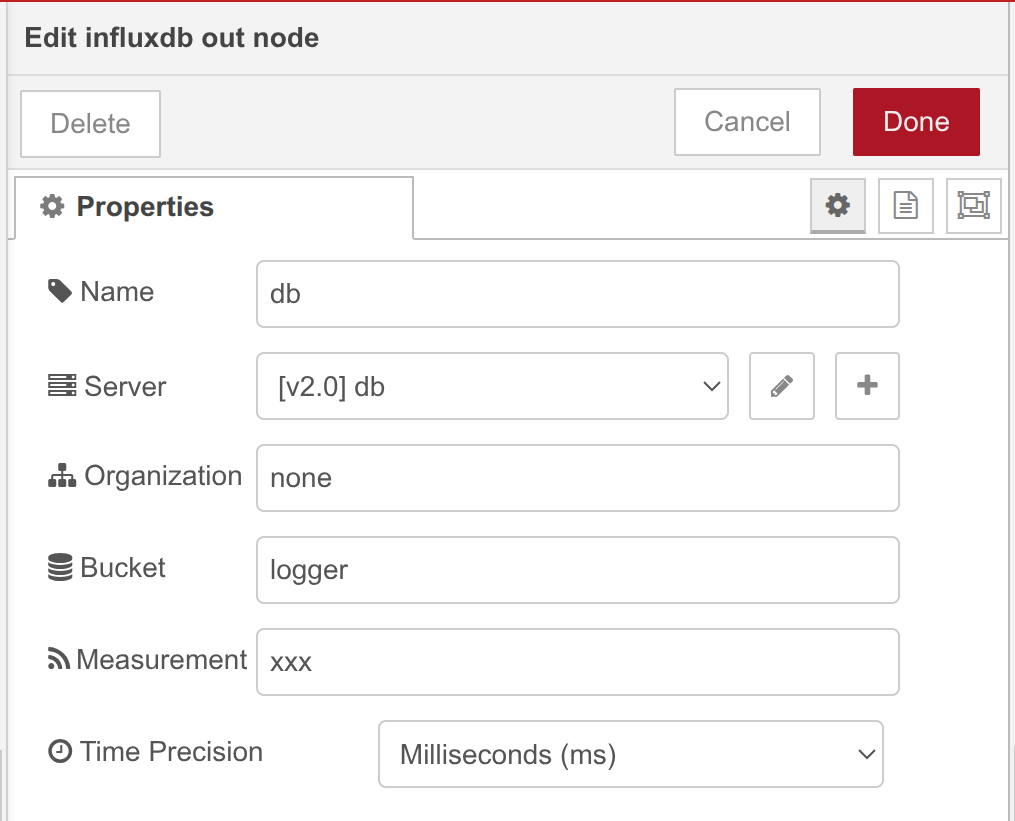 Edit influxdb out node
Delete
Cancel
Done
Properties
Name
db
Server
[v2.0] db
Organization
none
Bucket
logger
Measurement
xxx
Time Precision
Milliseconds (ms)